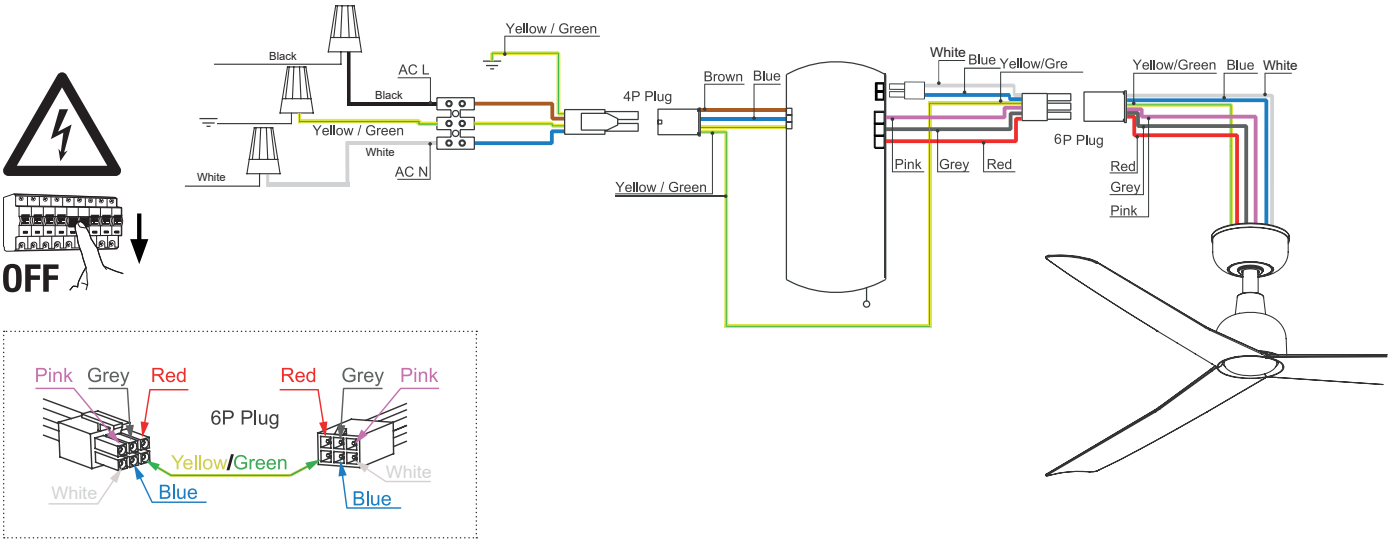 Black
AC L
Black
Yellow / Green
White
White
AC N
Yellow / Green
4P Plug
Brown
Blue
Yellow / Green
White
Blue
Yellow/Gre
Pink
Grey
Red
6P Plug
Yellow/Green
Blue
White
Red
Grey
Pink
OFF
Pink
Grey
Red
Red
Grey
Pink
6P Plug
Yellow/Green
White
Blue
White
Blue